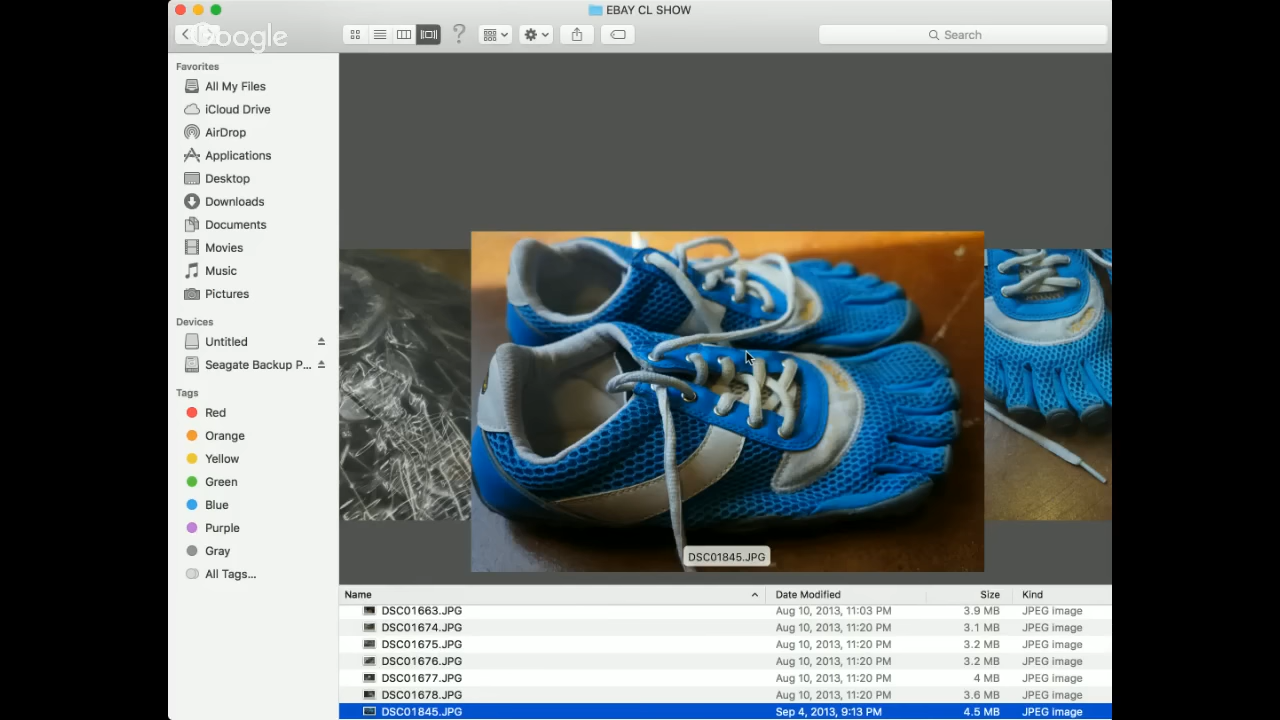 EBAY CL SHOW
Google
Search
Favorites
All My Files
iCloud Drive
AirDrop
Applications
Desktop
Downloads
Documents
Movies
Music
Pictures
Devices
Untitled
Seagate Backup P...
Tags
Red
Orange
Yellow
Green
Blue
Purple
Gray
All Tags...
DSC01845.JPG
Name Date Modified Size Kind
DSC01663.JPG Aug 10, 2013, 11:03 PM 3.9 MB JPEG image
DSC01674.JPG Aug 10, 2013, 11:20 PM 3.1 MB JPEG image
DSC01675.JPG Aug 10, 2013, 11:20 PM 3.2 MB JPEG image
DSC01676.JPG Aug 10, 2013, 11:20 PM 3.2 MB JPEG image
DSC01677.JPG Aug 10, 2013, 11:20 PM 4 MB JPEG image
DSC01678.JPG Aug 10, 2013, 11:20 PM 3.6 MB JPEG image
DSC01845.JPG Sep 4, 2013, 9:13 PM 4.5 MB JPEG image